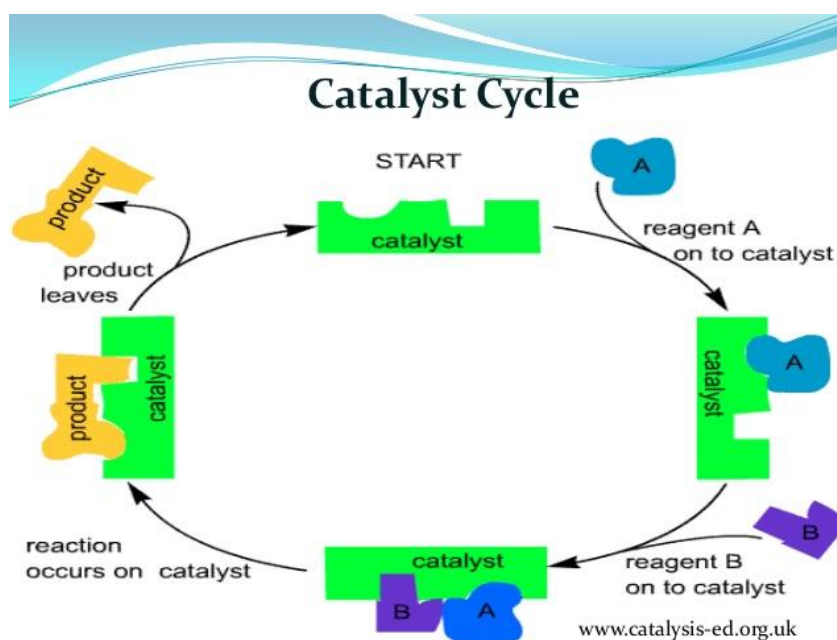 Catalyst Cycle
START
A
product
catalyst
reagent A
on to catalyst
product
leaves
catalyst
A
product
catalyst
B
reaction
occurs on catalyst
catalyst
B
A
reagent B
on to catalyst
www.catalysis-ed.org.uk